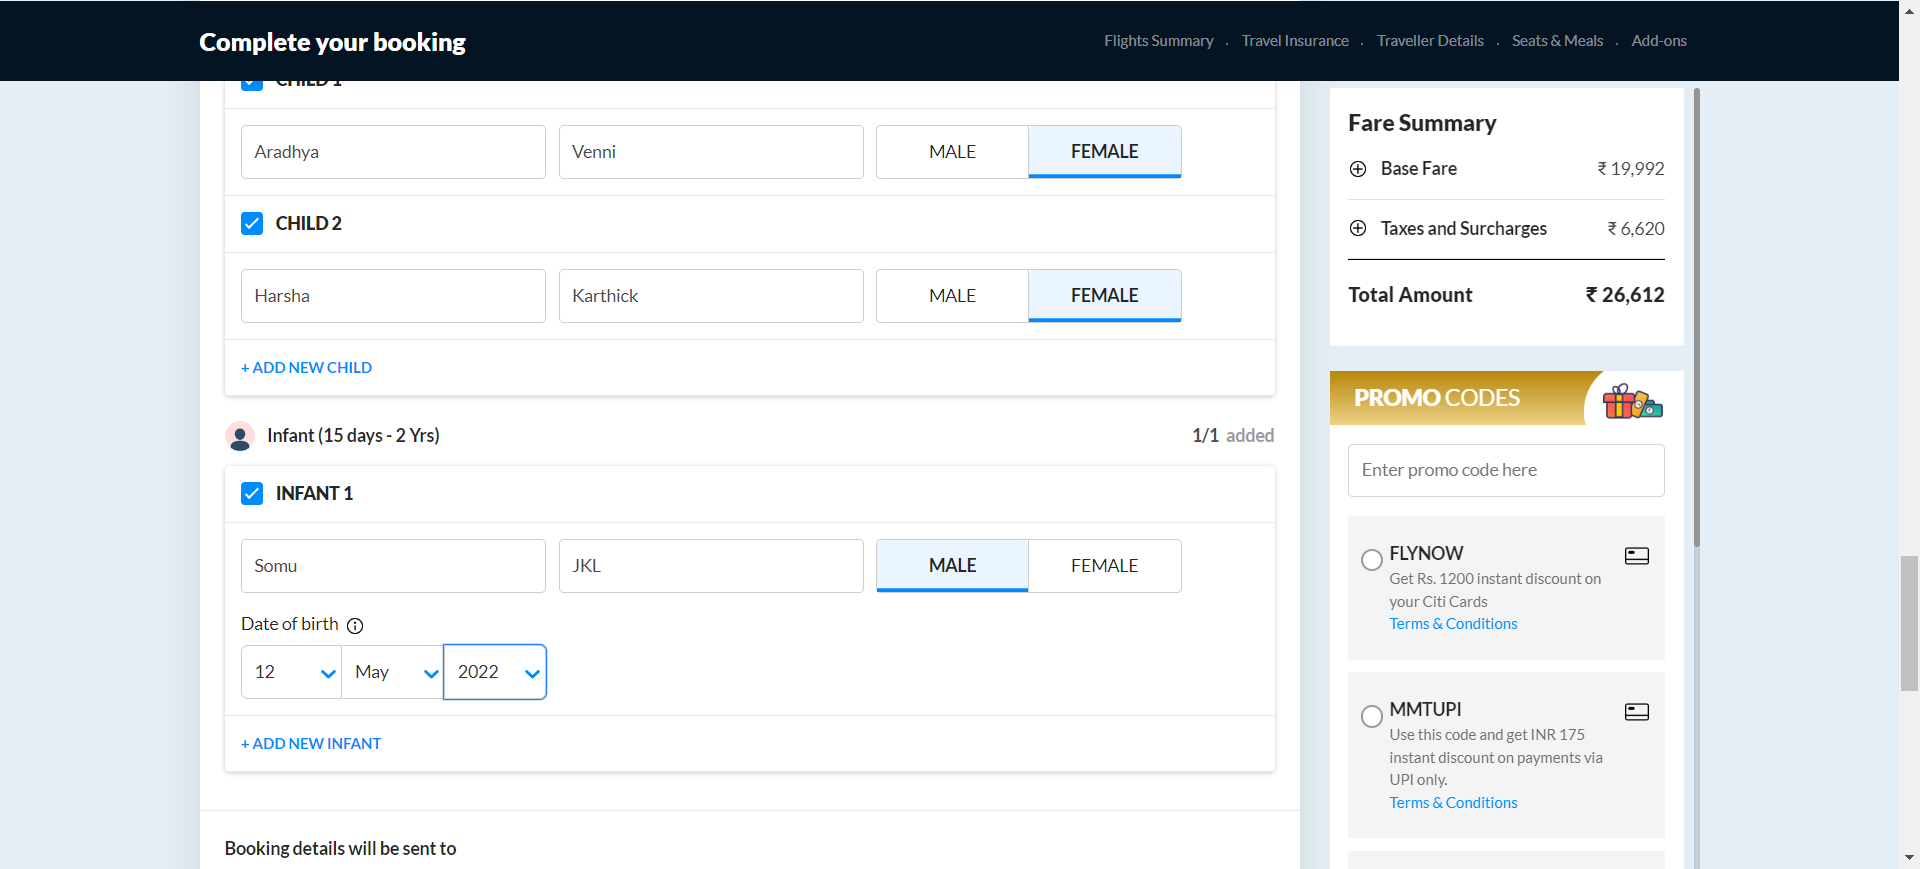 Complete your booking
Flights Summary . Travel Insurance . Traveller Details . Seats & Meals . Add-ons
CHILD 1
Aradhya
Venni
MALE
FEMALE
CHILD 2
Harsha
Karthick
MALE
FEMALE
+ ADD NEW CHILD
Infant (15 days - 2 Yrs)
1/1 added
INFANT 1
Somu
JKL
MALE
FEMALE
Date of birth
12
May
2022
+ ADD NEW INFANT
Booking details will be sent to
Fare Summary
Base Fare
₹ 19,992
Taxes and Surcharges
₹ 6,620
Total Amount
₹ 26,612
PROMO CODES
Enter promo code here
FLYNOW
Get Rs. 1200 instant discount on
your Citi Cards
Terms & Conditions
MMTUPI
Use this code and get INR 175
instant discount on payments via
UPI only.
Terms & Conditions